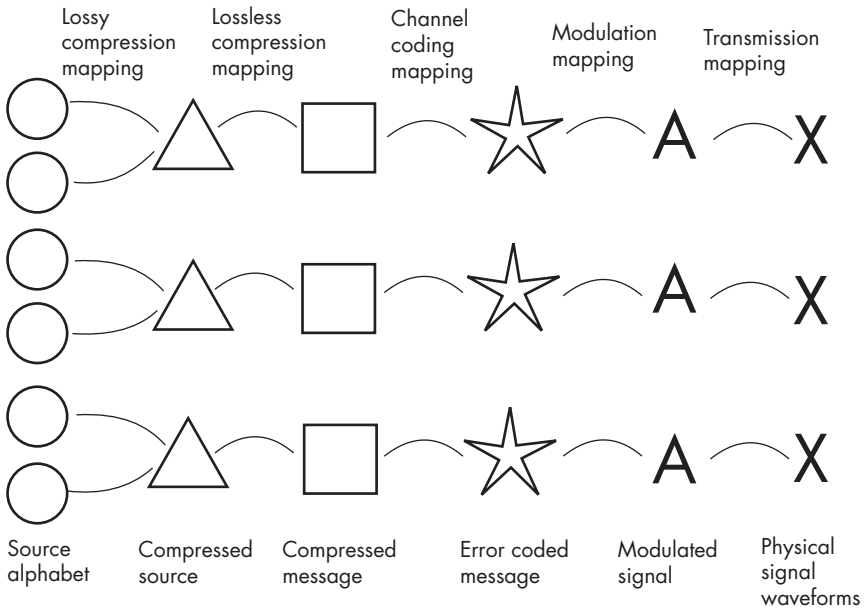 Lossy
compression
mapping
Lossless
compression
mapping
Channel
coding
mapping
Modulation
mapping
Transmission
mapping
A
X
A
X
A
X
Source
alphabet
Compressed
source
Compressed
message
Error coded
message
Modulated
signal
Physical
signal
waveforms